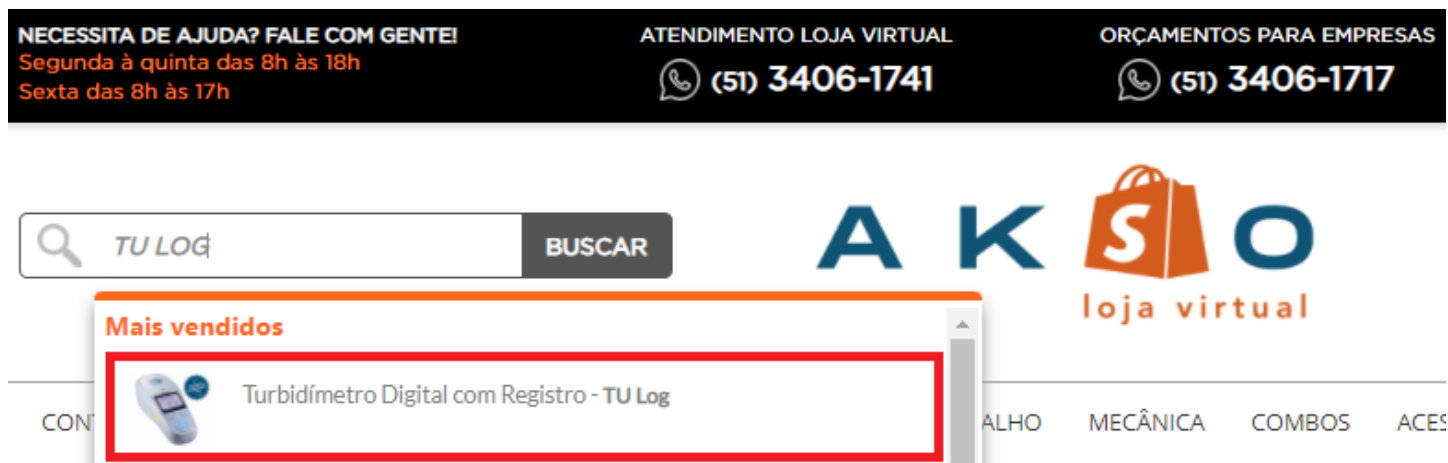 NECESSITA DE AJUDA? FALE COM GENTE!
Segunda à quinta das 8h às 18h
Sexta das 8h às 17h
ATENDIMENTO LOJA VIRTUAL
(51) 3406-1741
ORÇAMENTOS PARA EMPRESAS
(51) 3406-1717
TU LOG
BUSCAR
AKSO
loja virtual
Mais vendidos
Turbidímetro Digital com Registro - TU Log
CON
ALHO
MECÂNICA
COMBOS
ACES